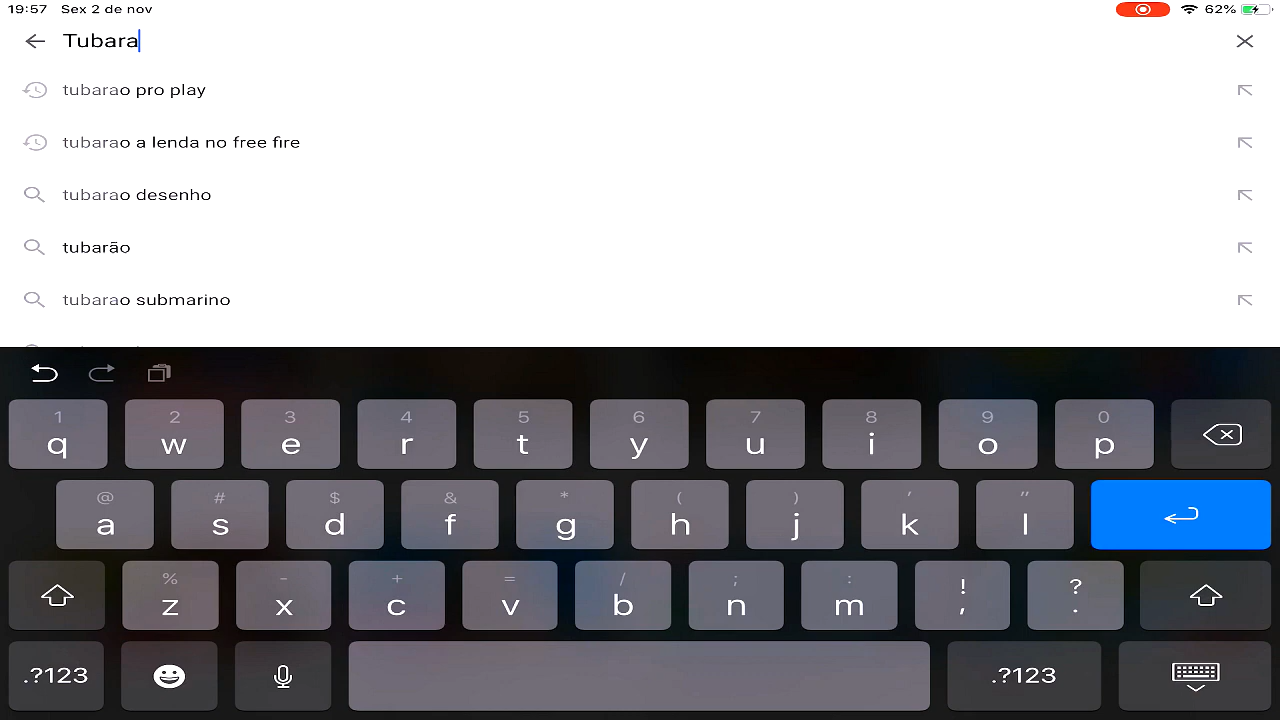 19:57 Sex 2 de nov 62%
Tubara
tubarao pro play
tubarao a lenda no free fire
tubarao desenho
tubarão
tubarao submarino
1 2 3 4 5 6 7 8 9 0
q w e r t y u i o p
@ # $ & * ( ) ' "
a s d f g h j k l
% - + = / ; : ! ?
z x c v b n m , .
.?123 .?123